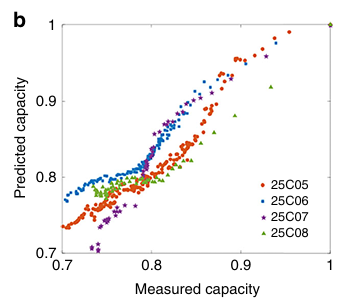 b
1
0.9
0.8
0.7
Predicted capacity
25C05
25C06
25C07
25C08
0.7 0.8 0.9 1
Measured capacity